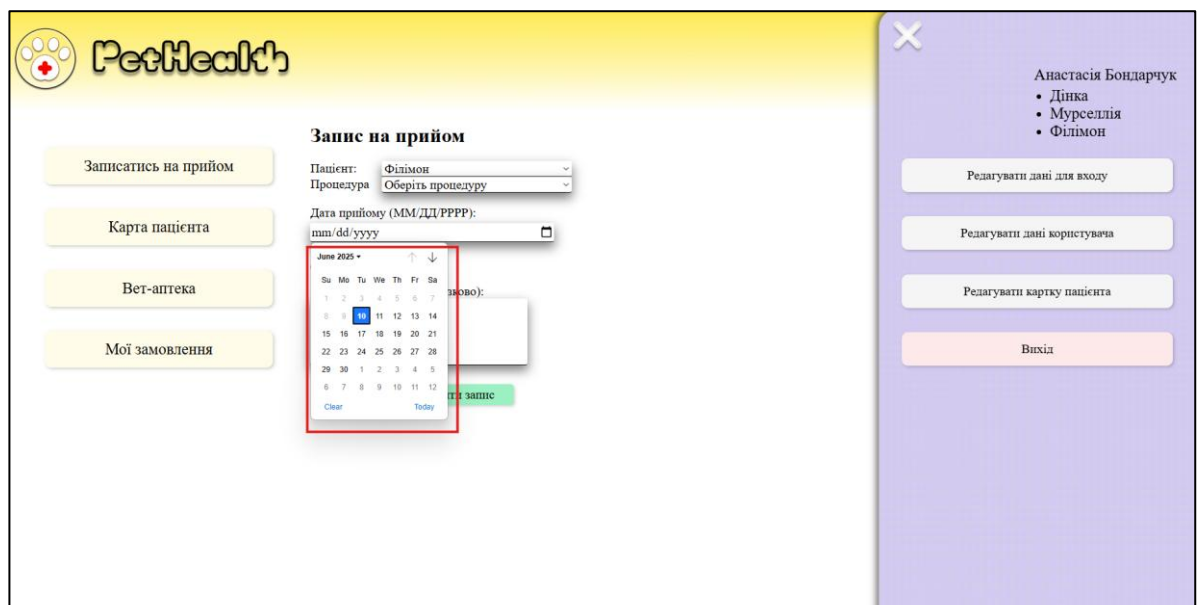 PetHealth
Записатись на прийом
Карта пацієнта
Вет-аптека
Мої замовлення
Запис на прийом
Пацієнт: Філімон
Процедура Оберіть процедуру
Дата прийому (ММ/ДД/РРРР):
mm/dd/yyyy
June 2025
Su Mo Tu We Th Fr Sa
1 2 3 4 5 6 7
8 9 10 11 12 13 14
15 16 17 18 19 20 21
22 23 24 25 26 27 28
29 30 1 2 3 4 5
6 7 8 9 10 11 12
Clear Today
запис
Анастасія Бондарчук
• Дінка
• Мурселлія
• Філімон
Редагувати дані для входу
Редагувати дані користувача
Редагувати картку пацієнта
Вихід